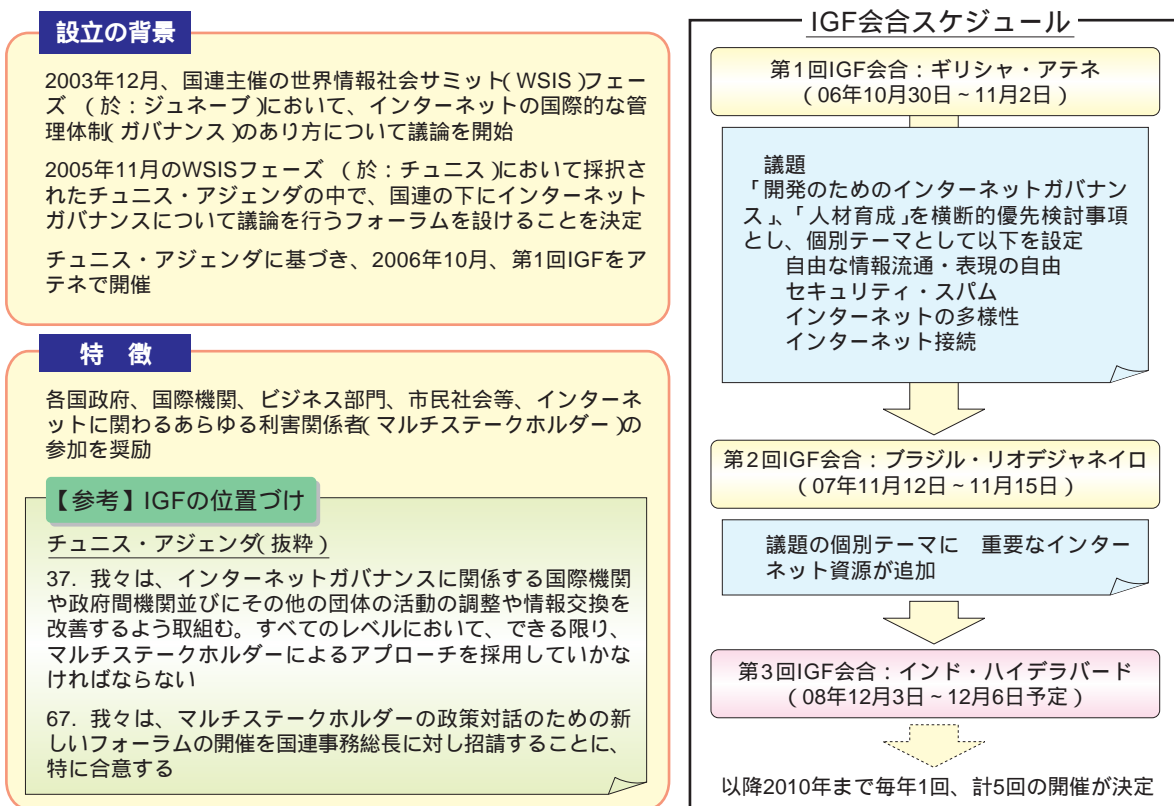 設立の背景
2003年12月、国連主催の世界情報社会サミット(WSIS)フェー
ズ （於：ジュネーブ)において、インターネットの国際的な管
理体制(ガバナンス)のあり方について議論を開始
2005年11月のWSISフェーズ （於：チュニス)において採択さ
れたチュニス・アジェンダの中で、国連の下にインターネット
ガバナンスについて議論を行うフォーラムを設けることを決定
チュニス・アジェンダに基づき、2006年10月、第1回IGFをア
テネで開催
特 徴
各国政府、国際機関、ビジネス部門、市民社会等、インターネ
ットに関わるあらゆる利害関係者(マルチステークホルダー)の
参加を奨励
【参考】IGFの位置づけ
チュニス・アジェンダ(抜粋)
37. 我々は、インターネットガバナンスに関係する国際機関
や政府間機関並びにその他の団体の活動の調整や情報交換を
改善するよう取組む。すべてのレベルにおいて、できる限り、
マルチステークホルダーによるアプローチを採用していかな
ければならない
67. 我々は、マルチステークホルダーの政策対話のための新
しいフォーラムの開催を国連事務総長に対し招請することに、
特に合意する
IGF会合スケジュール
第1回IGF会合：ギリシャ・アテネ
（06年10月30日～11月2日）
議題
「開発のためのインターネットガバナン
ス」、「人材育成」を横断的優先検討事項
とし、個別テーマとして以下を設定
自由な情報流通・表現の自由
セキュリティ・スパム
インターネットの多様性
インターネット接続
第2回IGF会合：ブラジル・リオデジャネイロ
（07年11月12日～11月15日）
議題の個別テーマに 重要なインター
ネット資源が追加
第3回IGF会合：インド・ハイデラバード
（08年12月3日～12月6日予定）
以降2010年まで毎年1回、計5回の開催が決定